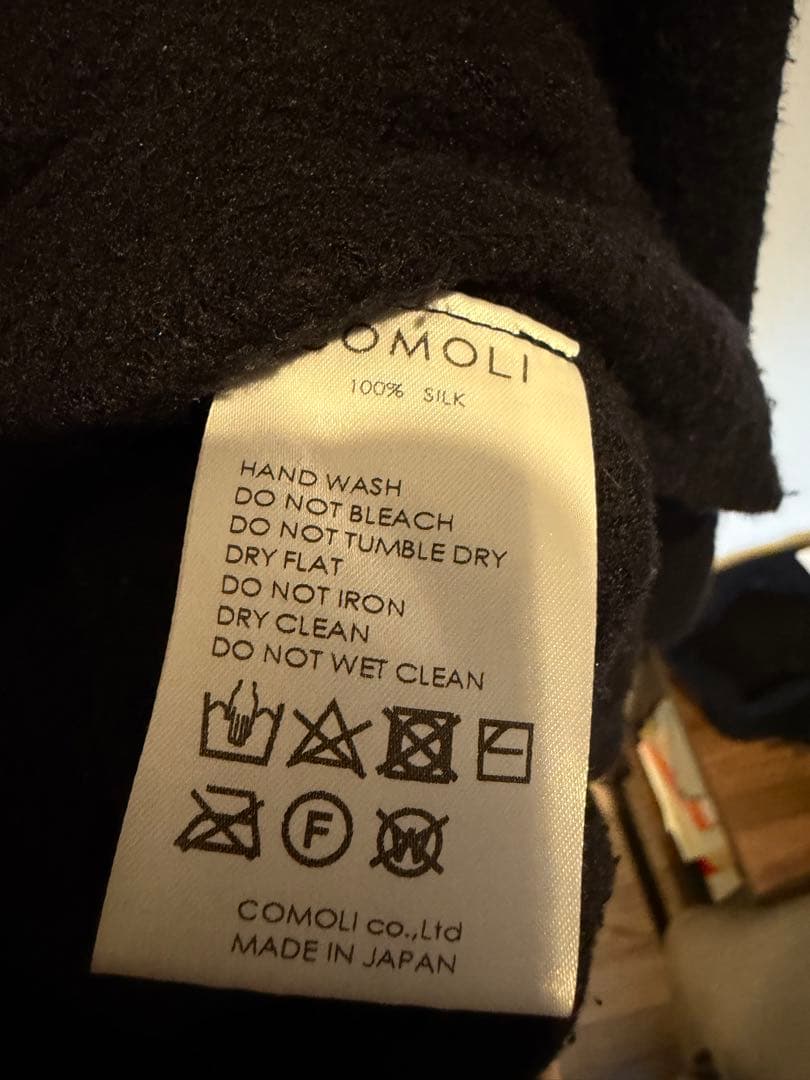 COMOLI
100% SILK
HAND WASH
DO NOT BLEACH
DO NOT TUMBLE DRY
DRY FLAT
DO NOT IRON
DRY CLEAN
DO NOT WET CLEAN
F
W
COMOLI co.,Ltd
MADE IN JAPAN